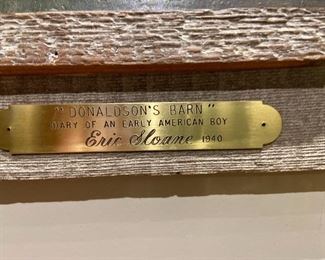 "DONALDSON'S BARN"
DIARY OF AN EARLY AMERICAN BOY
Eric Sloane 1940